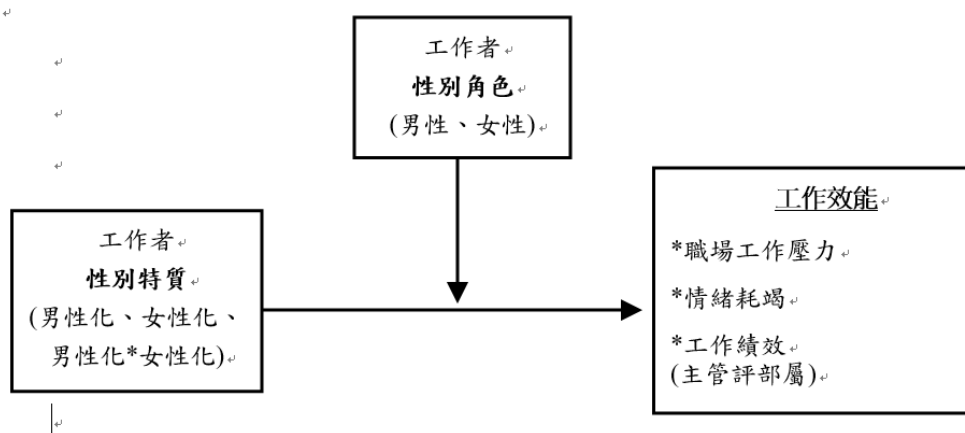 工作者
性別角色
(男性、女性)
工作者
性別特質
(男性化、女性化、
男性化*女性化)
工作效能
*職場工作壓力
*情緒耗竭
*工作績效
(主管評部屬)